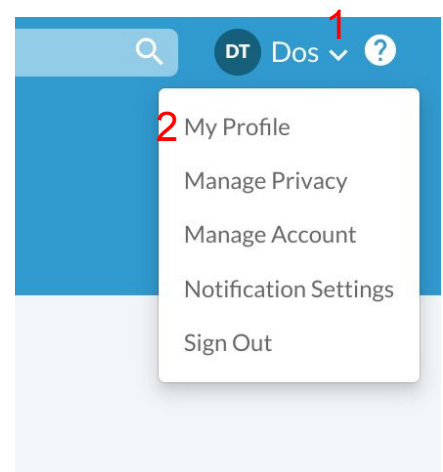 1
DT Dos ?
2 My Profile
Manage Privacy
Manage Account
Notification Settings
Sign Out